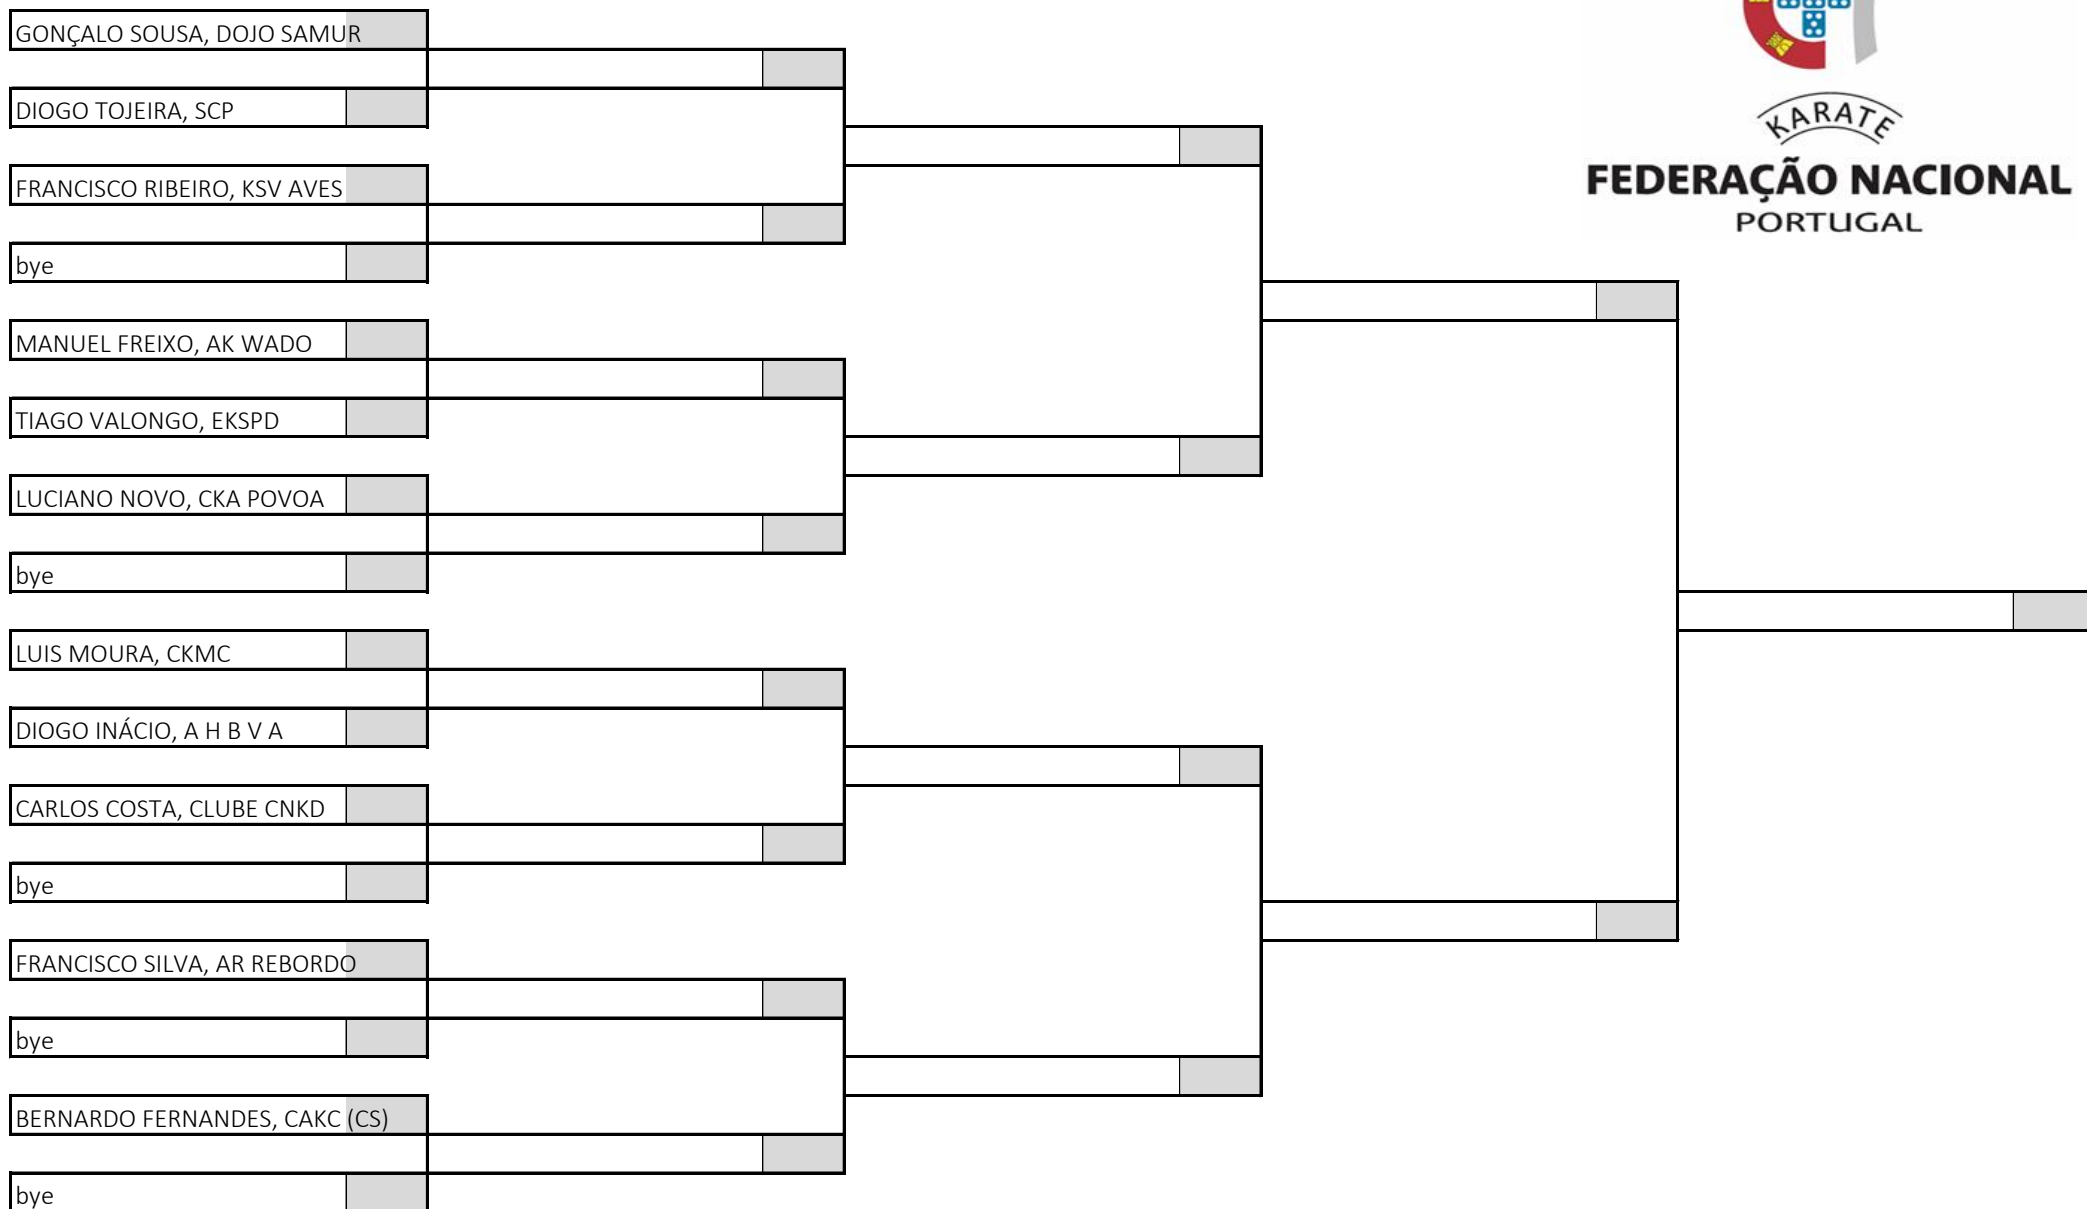 GONÇALO SOUSA, DOJO SAMUR
DIOGO TOJEIRA, SCP
KARATE
FEDERAÇÃO NACIONAL
PORTUGAL
FRANCISCO RIBEIRO, KSV AVES
bye
MANUEL FREIXO, AK WADO
TIAGO VALONGO, EKSPD
LUCIANO NOVO, CKA POVOA
bye
LUIS MOURA, CKMC
DIOGO INÁCIO, A H B V A
CARLOS COSTA, CLUBE CNKD
bye
FRANCISCO SILVA, AR REBORDO
bye
BERNARDO FERNANDES, CAKC (CS)
bye